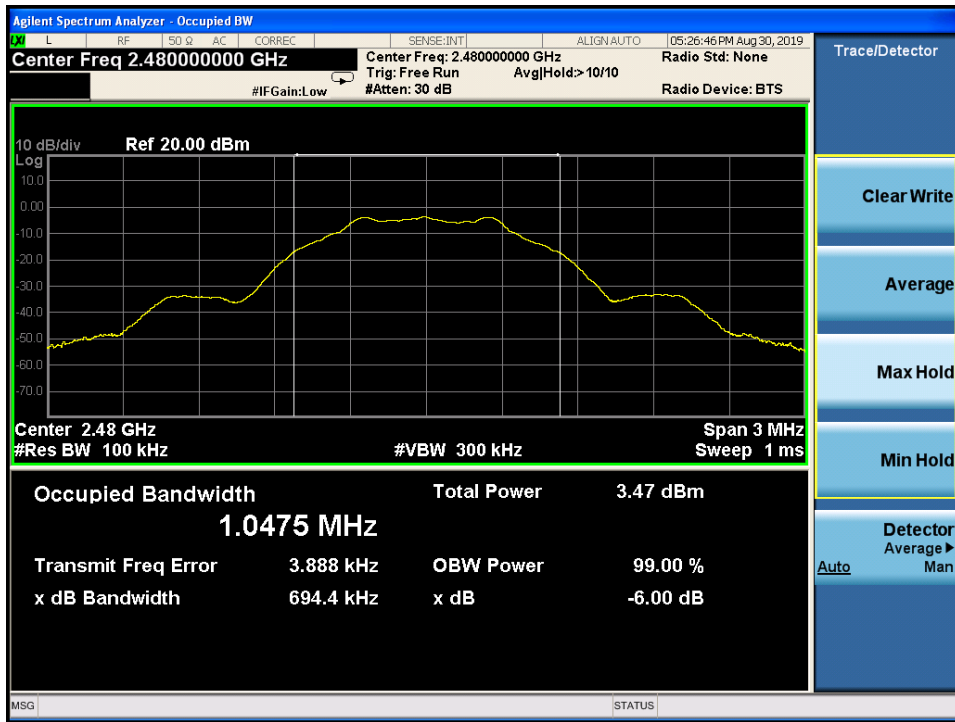 Agilent Spectrum Analyzer - Occupied BW
LXI L RF 50 Ω AC CORREC SENSE:INT ALIGN AUTO 05:26:46 PM Aug 30, 2019
Center Freq 2.480000000 GHz
Center Freq: 2.480000000 GHz Radio Std: None
Trig: Free Run Avg|Hold:>10/10
#IFGain:Low #Atten: 30 dB Radio Device: BTS
Trace/Detector
10 dB/div Ref 20.00 dBm
Log
10.0
0.00
-10.0
-20.0
-30.0
-40.0
-50.0
-60.0
-70.0
Center 2.48 GHz Span 3 MHz
#Res BW 100 kHz #VBW 300 kHz Sweep 1 ms
Occupied Bandwidth Total Power 3.47 dBm
1.0475 MHz
Transmit Freq Error 3.888 kHz OBW Power 99.00 %
x dB Bandwidth 694.4 kHz x dB -6.00 dB
Clear Write
Average
Max Hold
Min Hold
Detector
Average▶
Auto Man
MSG STATUS